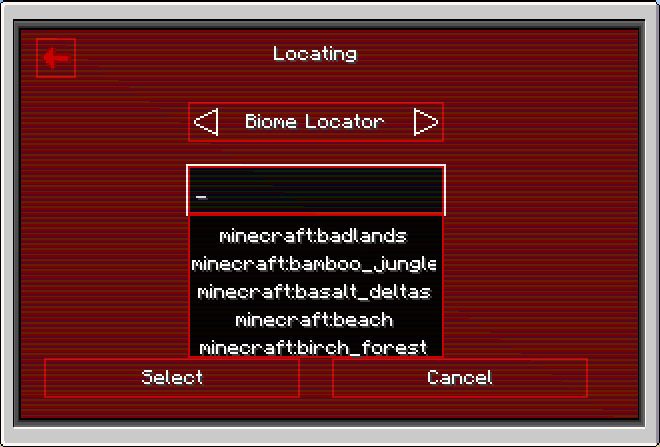 Locating
Biome Locator
_
minecraft:badlands
minecraft:bamboo_jungle
minecraft:basalt_deltas
minecraft:beach
minecraft:birch_forest
Select
Cancel